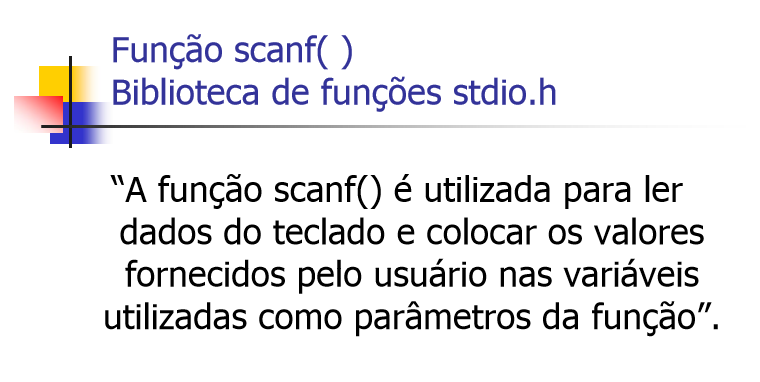 Função scanf( )
Biblioteca de funções stdio.h
“A função scanf() é utilizada para ler
dados do teclado e colocar os valores
fornecidos pelo usuário nas variáveis
utilizadas como parâmetros da função”.